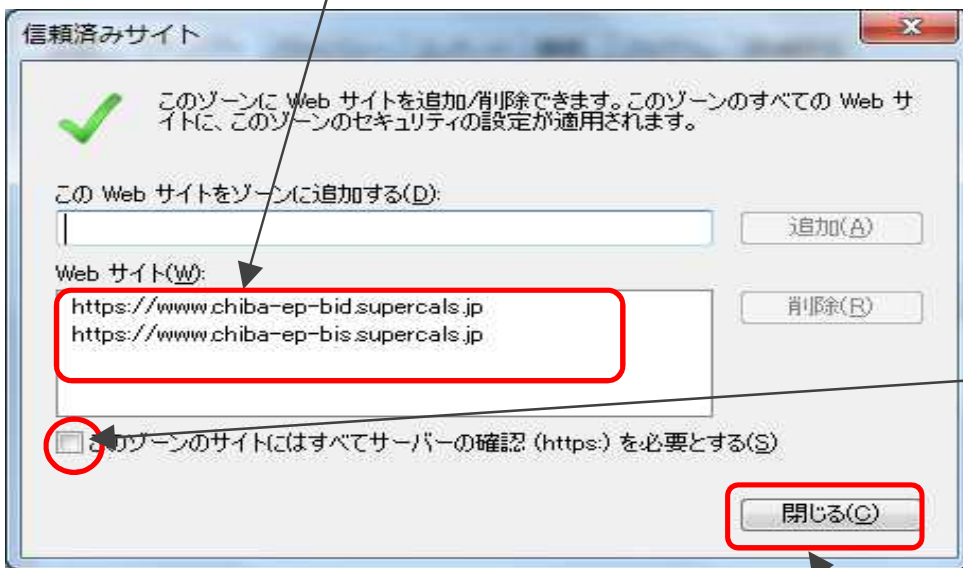 信頼済みサイト
このゾーンに Web サイトを追加/削除できます。このゾーンのすべての Web サ
イトに、このゾーンのセキュリティの設定が適用されます。
この Web サイトをゾーンに追加する(D):
追加(A)
Web サイト(W):
https://www.chiba-ep-bid.supercals.jp
https://www.chiba-ep-bis.supercals.jp
削除(R)
このゾーンのサイトにはすべてサーバーの確認 (https:) を必要とする(S)
閉じる(C)